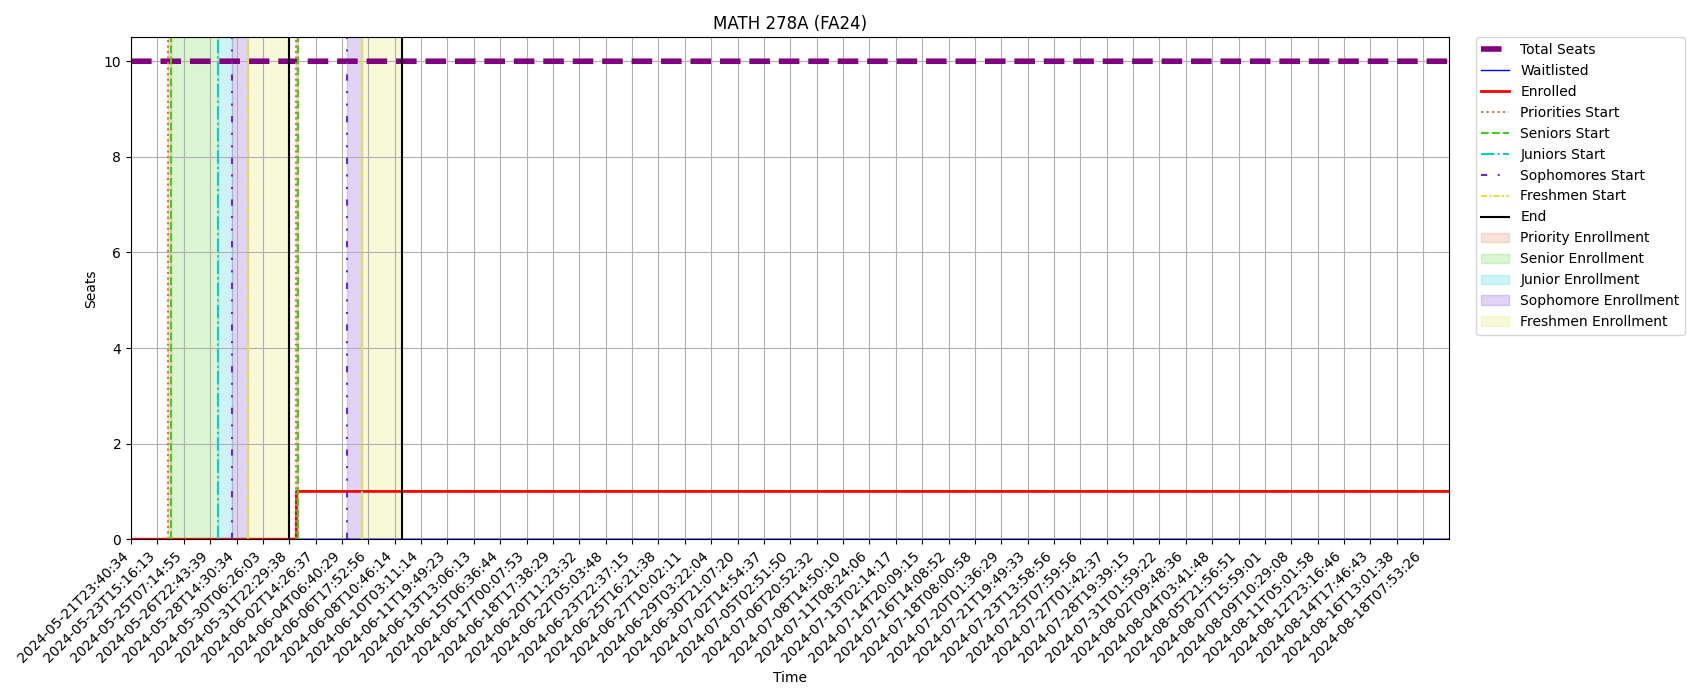 MATH 278A (FA24)
Total Seats
Waitlisted
Enrolled
Priorities Start
Seniors Start
Juniors Start
Sophomores Start
Freshmen Start
End
Priority Enrollment
Senior Enrollment
Junior Enrollment
Sophomore Enrollment
Freshmen Enrollment
Seats
10
8
6
4
2
0
2024-05-21T23:40:34
2024-05-23T15:16:13
2024-05-25T07:14:55
2024-05-26T22:43:39
2024-05-28T14:30:34
2024-05-30T06:26:03
2024-05-31T22:29:38
2024-06-02T14:26:37
2024-06-04T06:40:29
2024-06-06T17:52:56
2024-06-08T10:46:14
2024-06-10T03:11:14
2024-06-11T19:49:23
2024-06-13T13:06:13
2024-06-15T06:36:44
2024-06-17T00:07:53
2024-06-18T17:38:29
2024-06-20T11:23:32
2024-06-22T05:03:48
2024-06-23T22:37:15
2024-06-25T16:21:38
2024-06-27T10:02:11
2024-06-29T03:22:04
2024-06-30T21:07:20
2024-07-02T14:54:37
2024-07-05T02:51:50
2024-07-06T20:52:32
2024-07-08T14:50:10
2024-07-11T08:24:06
2024-07-13T02:14:17
2024-07-14T20:09:15
2024-07-16T14:08:52
2024-07-18T08:00:58
2024-07-20T01:36:29
2024-07-21T19:49:33
2024-07-23T13:58:56
2024-07-25T07:59:56
2024-07-27T01:42:37
2024-07-28T19:39:15
2024-07-31T01:59:22
2024-08-02T09:48:36
2024-08-04T03:41:48
2024-08-05T21:56:51
2024-08-07T15:59:01
2024-08-09T10:29:08
2024-08-11T05:01:58
2024-08-12T23:16:46
2024-08-14T17:46:43
2024-08-16T13:01:38
2024-08-18T07:53:26
Time